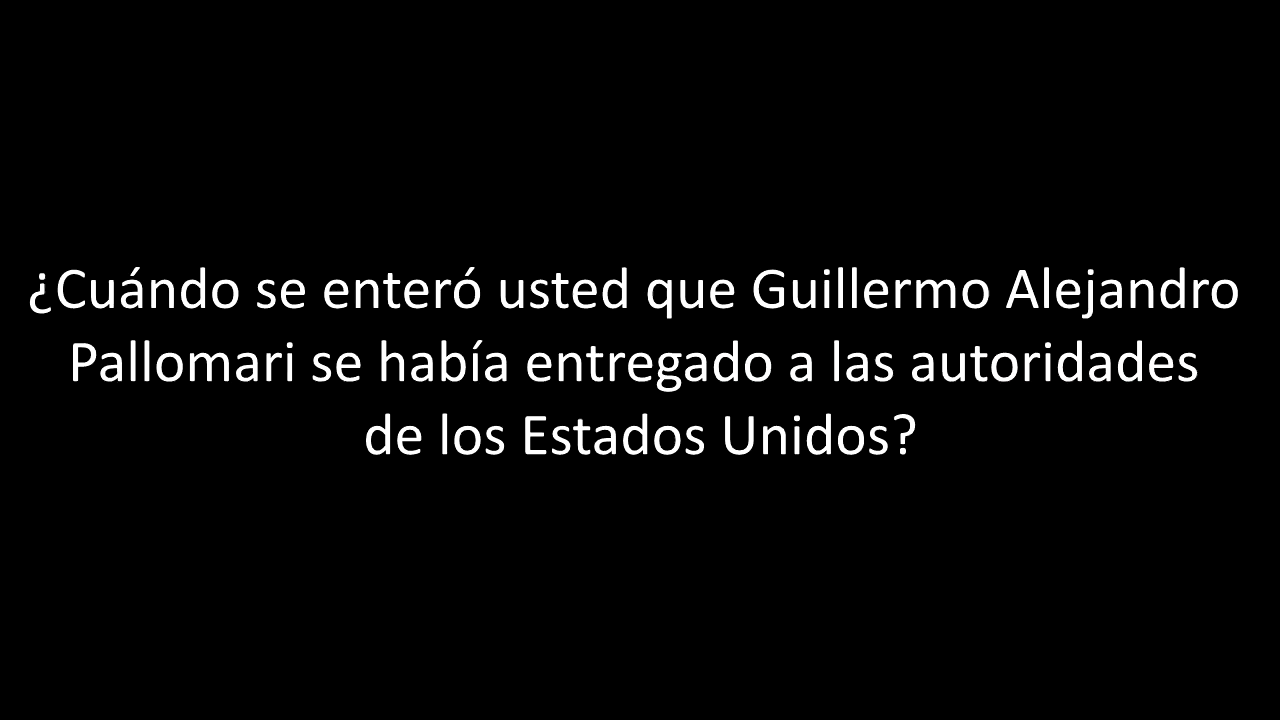 ¿Cuándo se enteró usted que Guillermo Alejandro
Pallomari se había entregado a las autoridades
de los Estados Unidos?